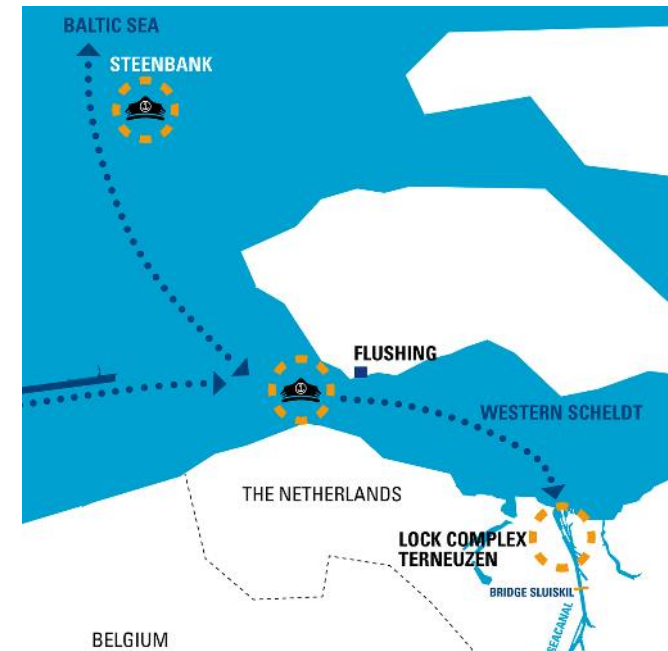 BALTIC SEA
STEENBANK
FLUSHING
WESTERN SCHELDT
THE NETHERLANDS
LOCK COMPLEX
TERNEUZEN
BRIDGE SLUISKIL
SEACANAL
BELGIUM